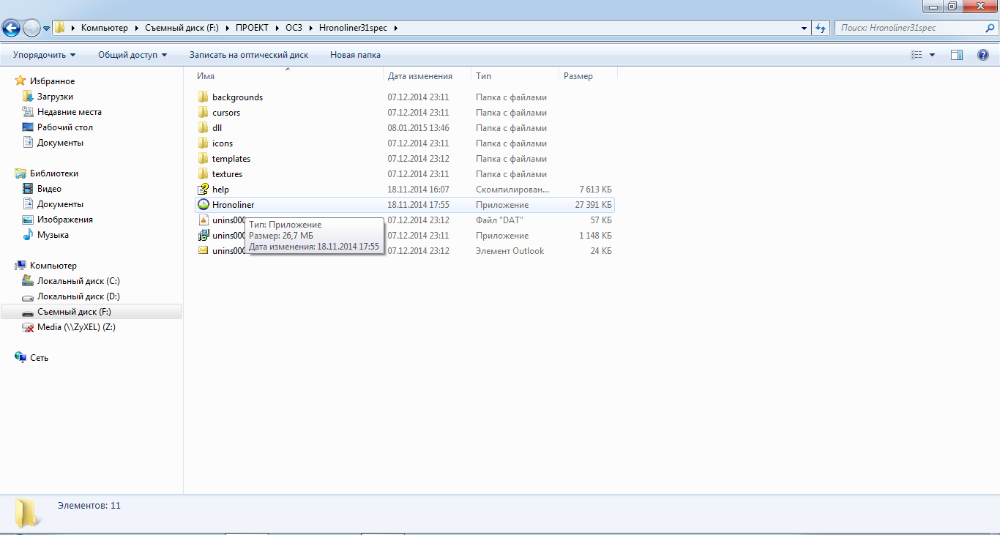 Компьютер Съемный диск (F:) ПРОЕКТ ОС3 Hronoliner31spec Поиск: Hronoliner31spec
Упорядочить Общий доступ Записать на оптический диск Новая папка
Имя Дата изменения Тип Размер
Избранное
Загрузки
Недавние места
Рабочий стол
Документы
Библиотеки
Видео
Документы
Изображения
Музыка
Компьютер
Локальный диск (C:)
Локальный диск (D:)
Съемный диск (F:)
Media (\\ZyXEL) (Z:)
Сеть
backgrounds 07.12.2014 23:11 Папка с файлами
cursors 07.12.2014 23:11 Папка с файлами
dll 08.01.2015 13:46 Папка с файлами
icons 07.12.2014 23:11 Папка с файлами
templates 07.12.2014 23:12 Папка с файлами
textures 07.12.2014 23:11 Папка с файлами
help 18.11.2014 16:07 Скомпилирован... 7 613 КБ
Hronoliner 18.11.2014 17:55 Приложение 27 391 КБ
unins000 07.12.2014 23:12 Файл "DAT" 57 КБ
unins000 07.12.2014 23:11 Приложение 1 148 КБ
unins000 07.12.2014 23:12 Элемент Outlook 24 КБ
Тип: Приложение
Размер: 26,7 МБ
Дата изменения: 18.11.2014 17:55
Элементов: 11